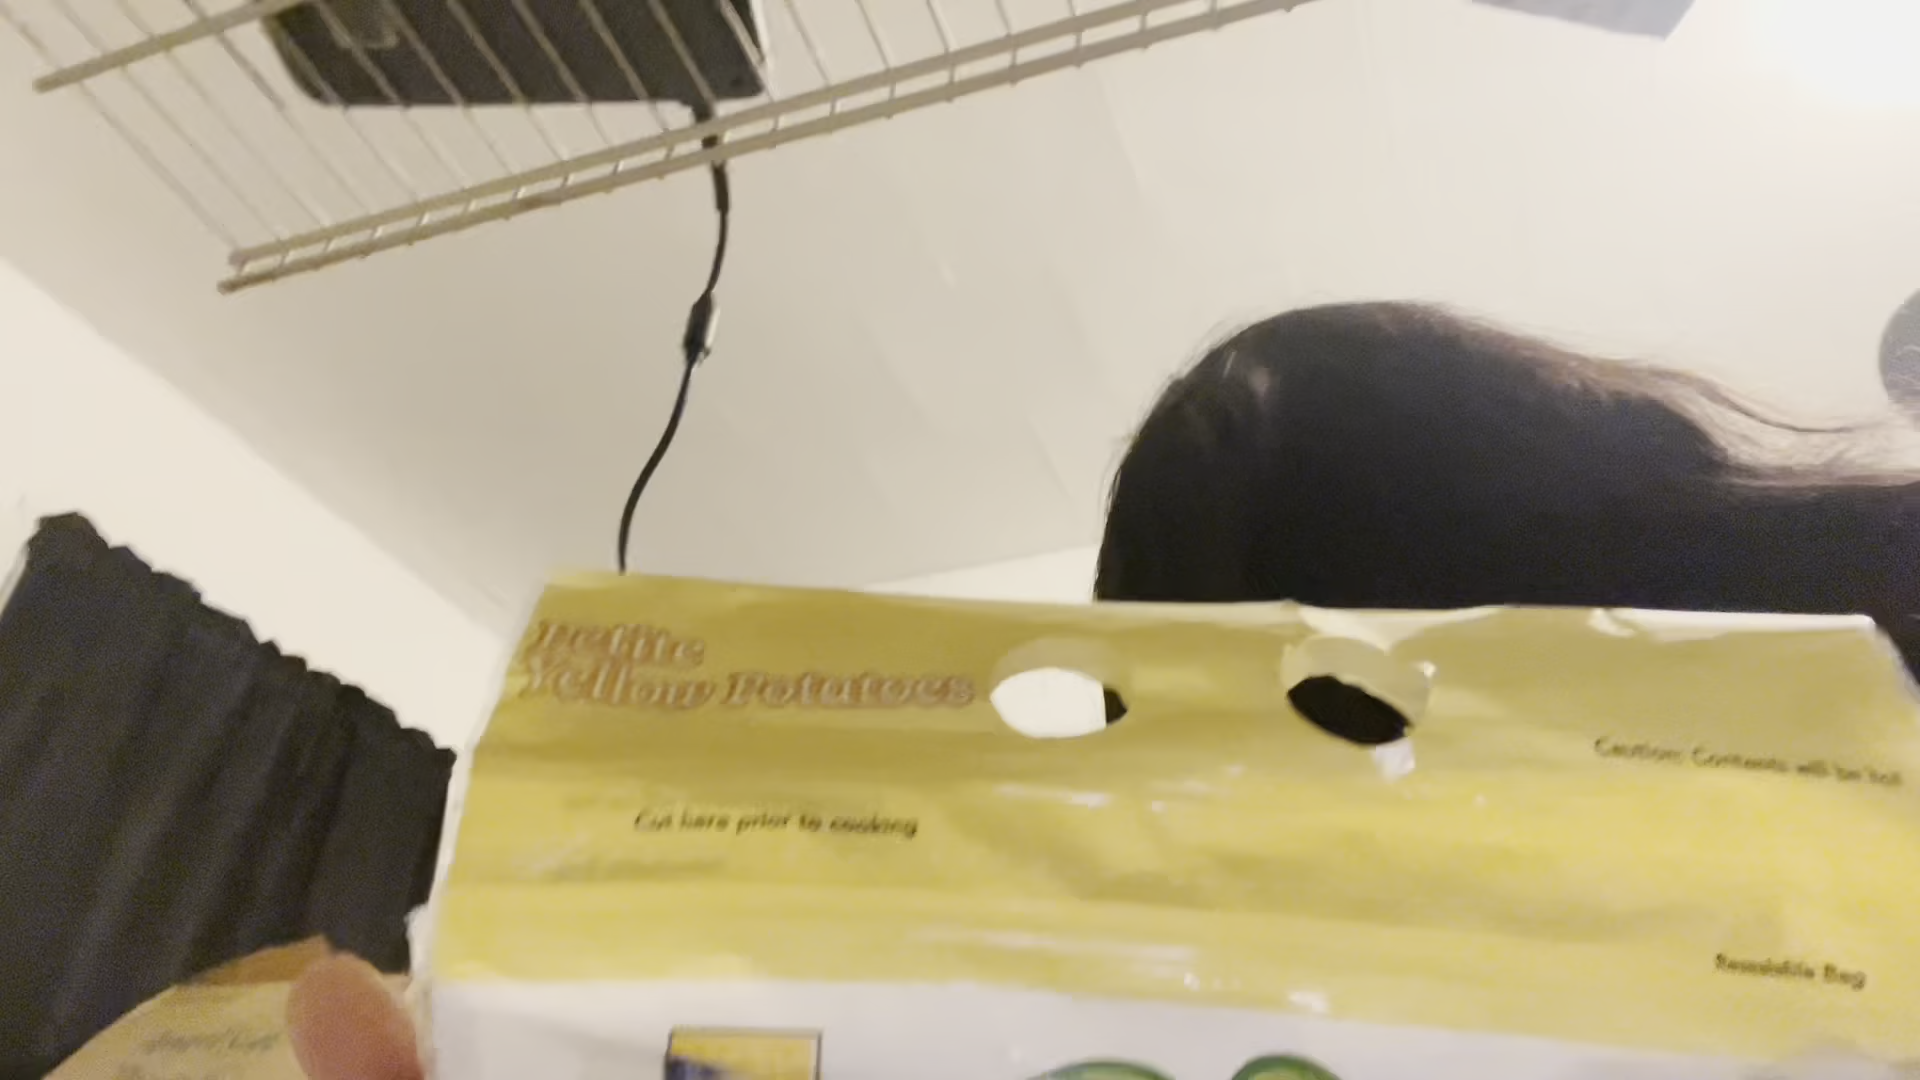 Petite
Yellow Potatoes
Caution: Contents will be hot
Cut here prior to cooking
Resealable Bag